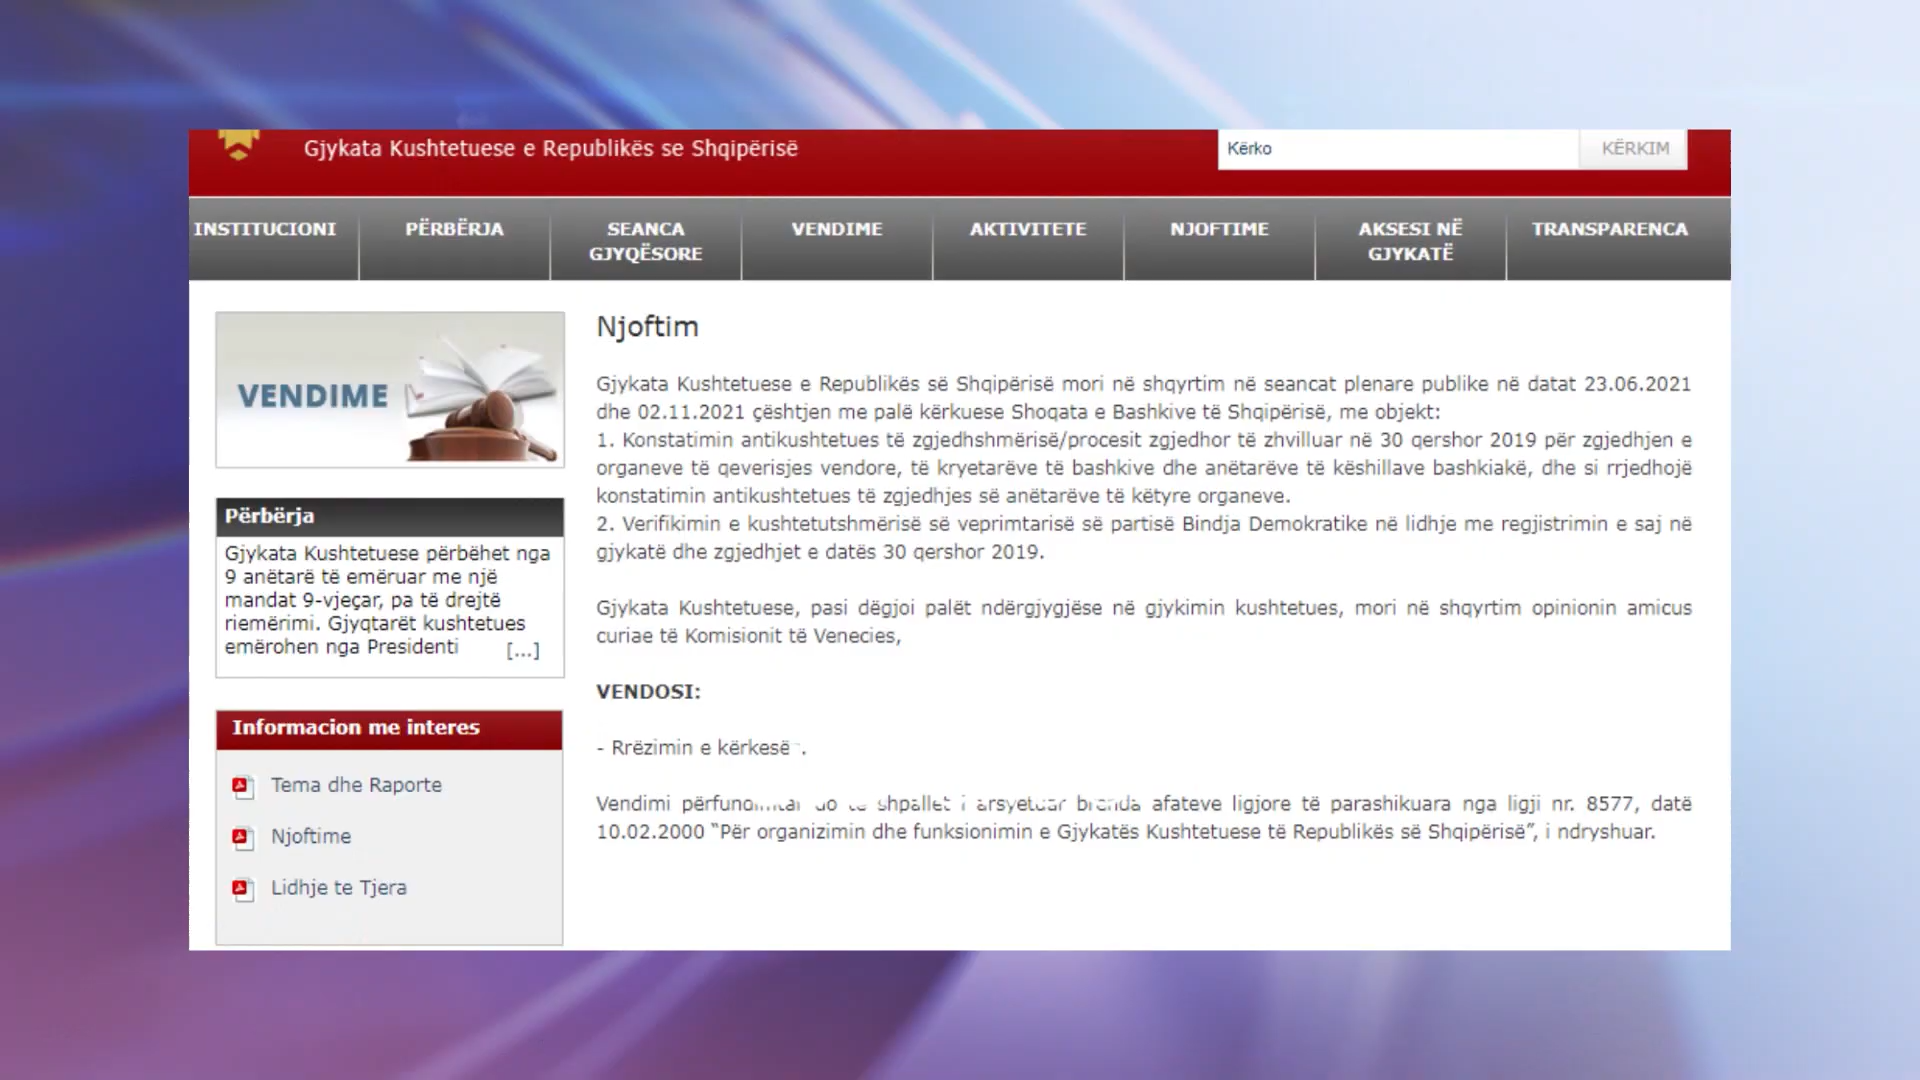 Gjykata Kushtetuese e Republikës se Shqipërisë
Kërko
KËRKIM
INSTITUCIONI
PËRBËRJA
SEANCA
GJYQËSORE
VENDIME
AKTIVITETE
NJOFTIME
AKSESI NË
GJYKATË
TRANSPARENCA
VENDIME
Përbërja
Gjykata Kushtetuese përbëhet nga
9 anëtarë të emëruar me një
mandat 9-vjeçar, pa të drejtë
riemërimi. Gjyqtarët kushtetues
emërohen nga Presidenti [...]
Informacion me interes
Tema dhe Raporte
Njoftime
Lidhje te Tjera
Njoftim
Gjykata Kushtetuese e Republikës së Shqipërisë mori në shqyrtim në seancat plenare publike në datat 23.06.2021
dhe 02.11.2021 çështjen me palë kërkuese Shoqata e Bashkive të Shqipërisë, me objekt:
1. Konstatimin antikushtetues të zgjedhshmërisë/procesit zgjedhor të zhvilluar në 30 qershor 2019 për zgjedhjen e
organeve të qeverisjes vendore, të kryetarëve të bashkive dhe anëtarëve të këshillave bashkiakë, dhe si rrjedhojë
konstatimin antikushtetues të zgjedhjes së anëtarëve të këtyre organeve.
2. Verifikimin e kushtetutshmërisë së veprimtarisë së partisë Bindja Demokratike në lidhje me regjistrimin e saj në
gjykatë dhe zgjedhjet e datës 30 qershor 2019.
Gjykata Kushtetuese, pasi dëgjoi palët ndërgjygjëse në gjykimin kushtetues, mori në shqyrtim opinionin amicus
curiae të Komisionit të Venecies,
VENDOSI:
- Rrëzimin e kërkesës.
Vendimi përfundimtar do të shpallet i arsyetuar brenda afateve ligjore të parashikuara nga ligji nr. 8577, datë
10.02.2000 “Për organizimin dhe funksionimin e Gjykatës Kushtetuese të Republikës së Shqipërisë”, i ndryshuar.